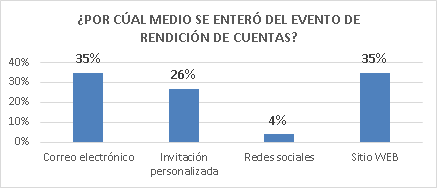 ¿POR CÚAL MEDIO SE ENTERÓ DEL EVENTO DE
RENDICIÓN DE CUENTAS?
35%
26%
4%
35%
40%
30%
20%
10%
0%
Correo electrónico
Invitación
personalizada
Redes sociales
Sitio WEB